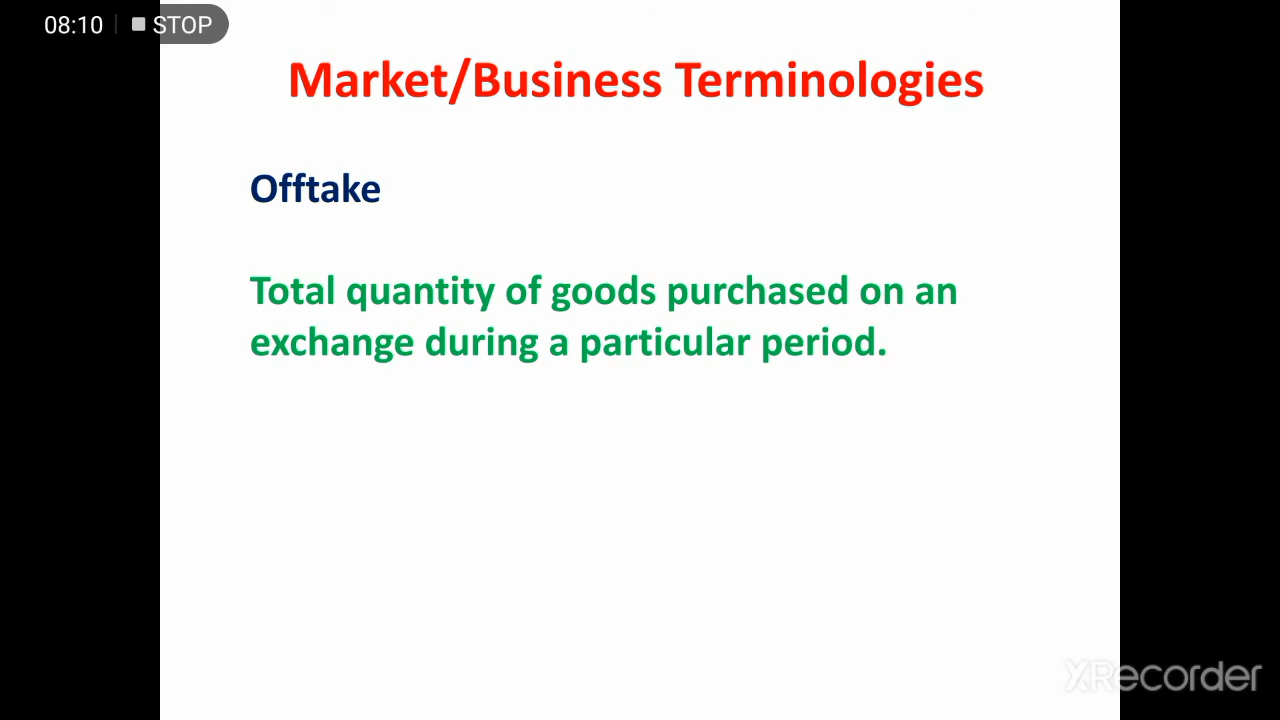 08:10 STOP
Market/Business Terminologies
Offtake
Total quantity of goods purchased on an
exchange during a particular period.
XRecorder